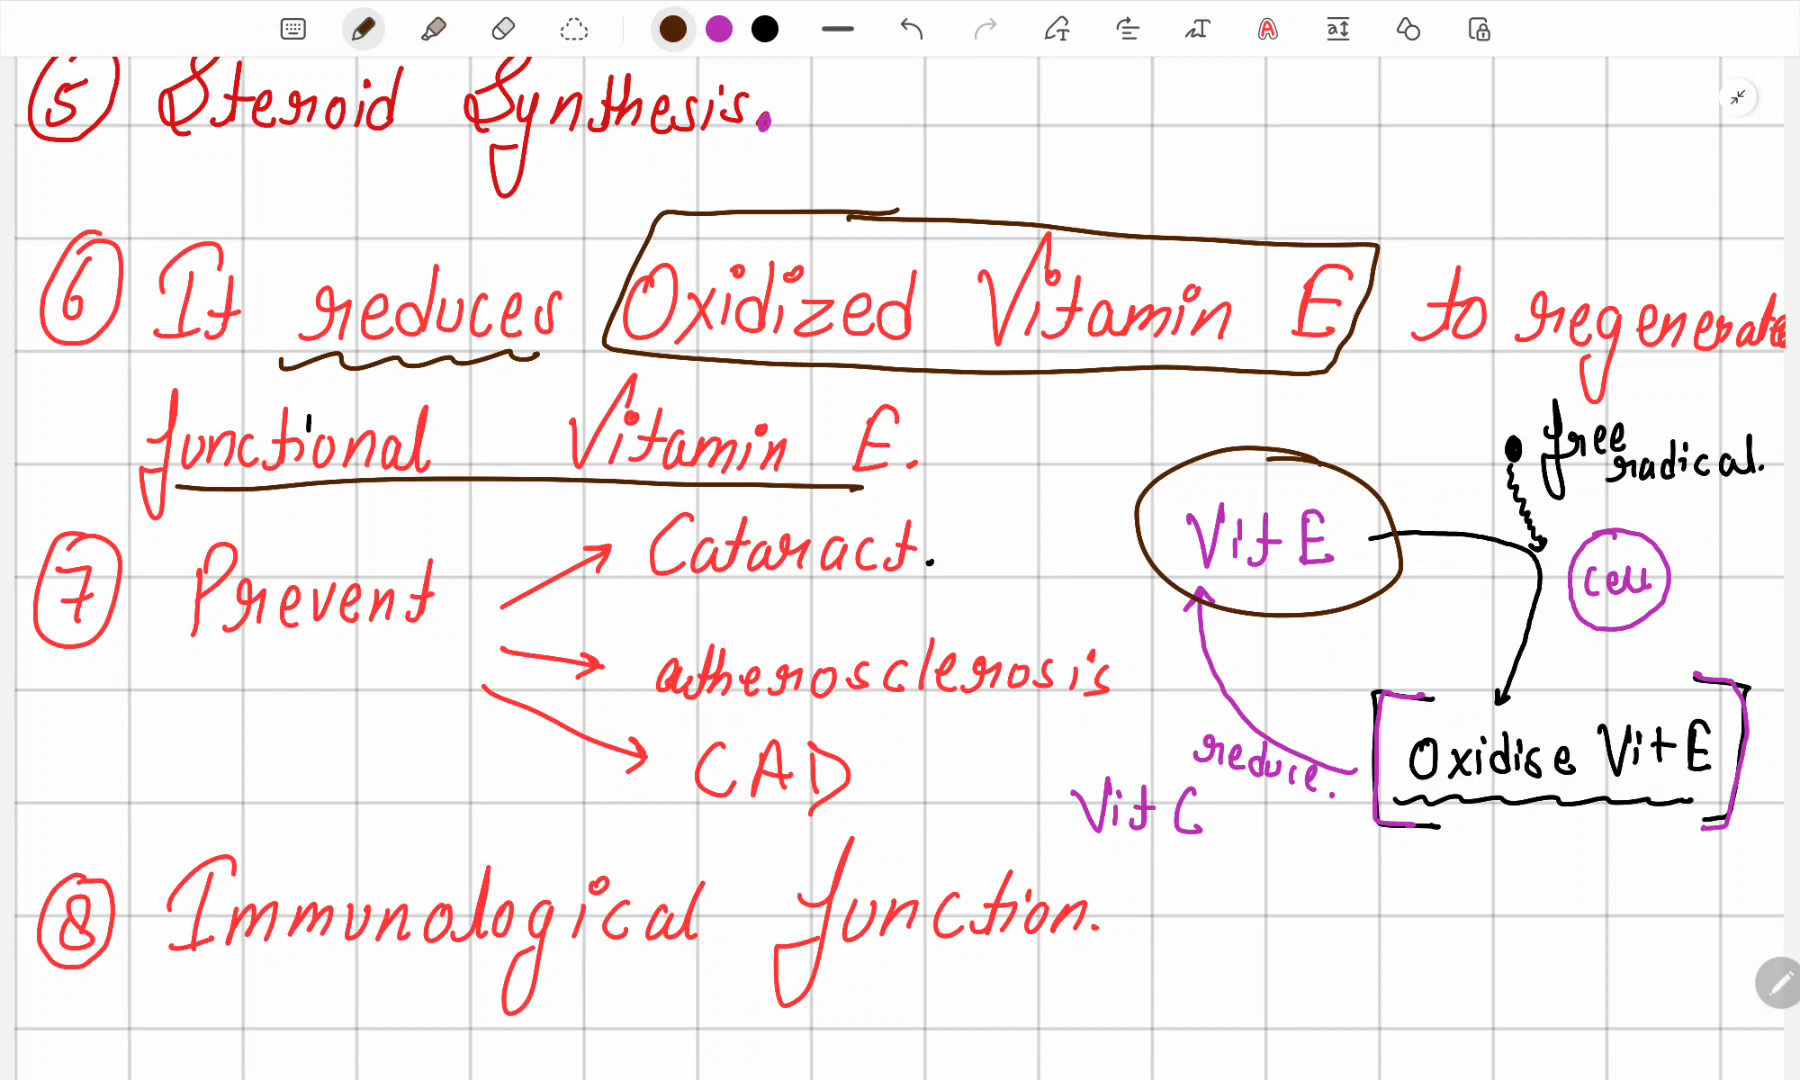 5 Steroid Synthesis.
6 It reduces Oxidized Vitamin E to regenerate
functional Vitamin E.
free
radical.
Vit E
cell
7 Prevent
Cataract.
atherosclerosis
CAD
reduce.
Vit C
Oxidise Vit E
8 Immunological function.